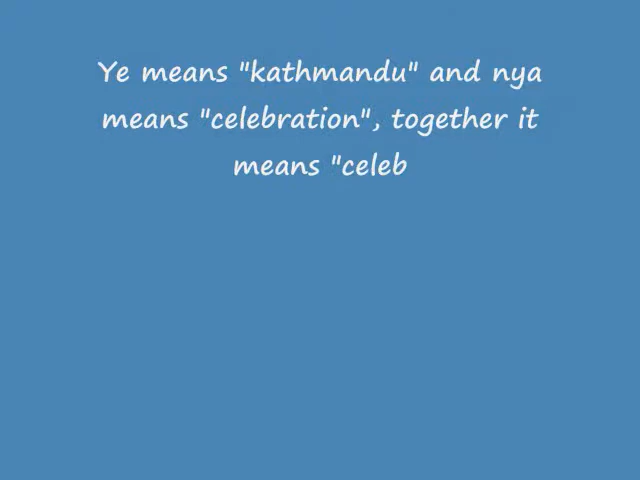 Ye means "kathmandu" and nya
means "celebration", together it
means "celeb